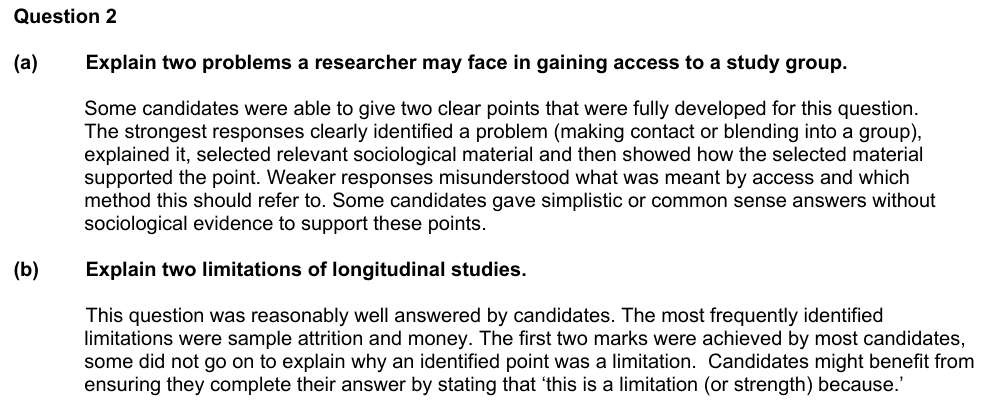 Question 2
(a) Explain two problems a researcher may face in gaining access to a study group.
Some candidates were able to give two clear points that were fully developed for this question.
The strongest responses clearly identified a problem (making contact or blending into a group),
explained it, selected relevant sociological material and then showed how the selected material
supported the point. Weaker responses misunderstood what was meant by access and which
method this should refer to. Some candidates gave simplistic or common sense answers without
sociological evidence to support these points.
(b) Explain two limitations of longitudinal studies.
This question was reasonably well answered by candidates. The most frequently identified
limitations were sample attrition and money. The first two marks were achieved by most candidates,
some did not go on to explain why an identified point was a limitation.  Candidates might benefit from
ensuring they complete their answer by stating that ‘this is a limitation (or strength) because.’